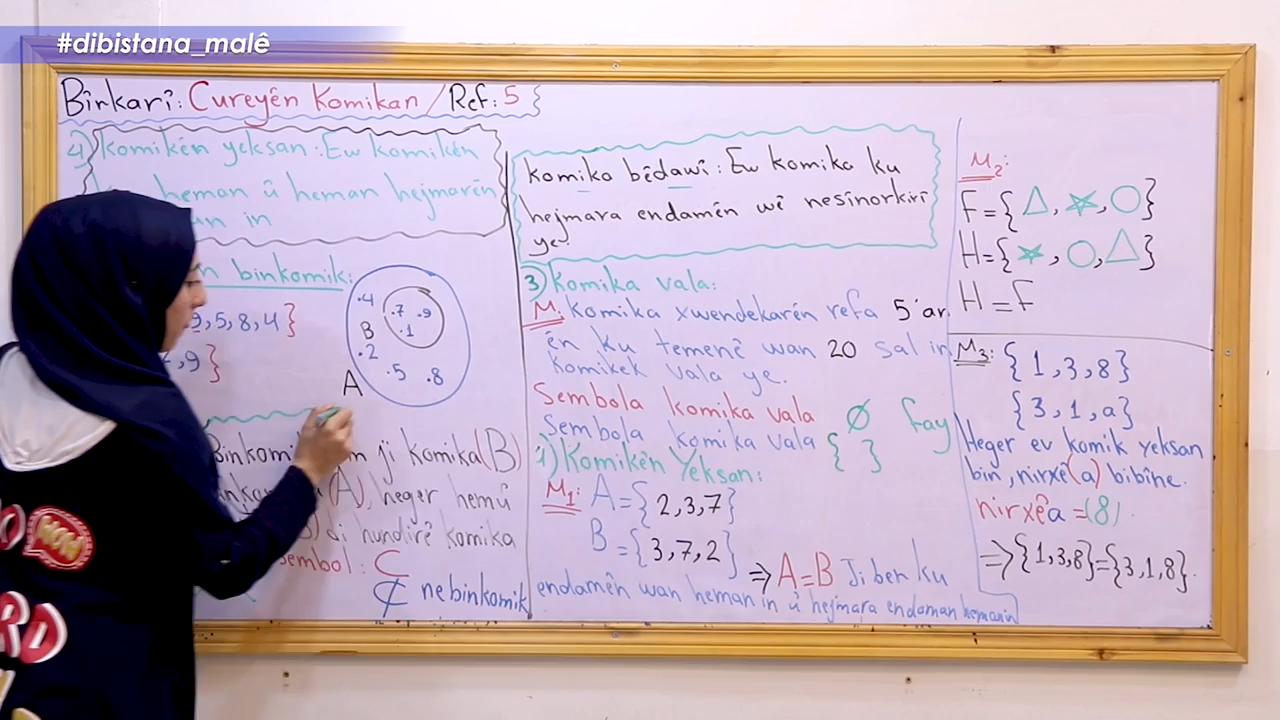 #dibistana_malê
Bîrkarî: Cureyên Komikan / Ref: 5
4) Komikên yeksan: Ew komikên
heman û heman hejmarên
in
binkomik:
9, 5, 8, 4 }
, 9 }
.4 .7 .9
B .1
.2
A .5 .8
ji komika (B)
(A), heger hemû
di hundirê komika
Sembol: ⊂
⊄ nebinkomik
Komika bêdawî: Ew komika ku
hejmara endamên wê nesînorkirî
ye.
3) Komika vala:
M: Komika xwendekarên refa 5'an
ên ku temenê wan 20 sal in
Komikek vala ye.
Sembola komika vala Ø fay
Sembola komika vala { }
4) Komikên Yeksan:
M1: A = { 2, 3, 7 }
B = { 3, 7, 2 }
⇒ A = B Ji ber ku
endamên wan heman in û hejmara endaman heman in
M2:
F = { △, ☆, ○ }
H = { ☆, ○, △ }
H = F
M3: { 1, 3, 8 }
{ 3, 1, a }
Heger ev komik yeksan
bin, nirxê (a) bibîne.
nirxê a = (8)
⇒ {1, 3, 8} = {3, 1, 8}.
NOW
RD